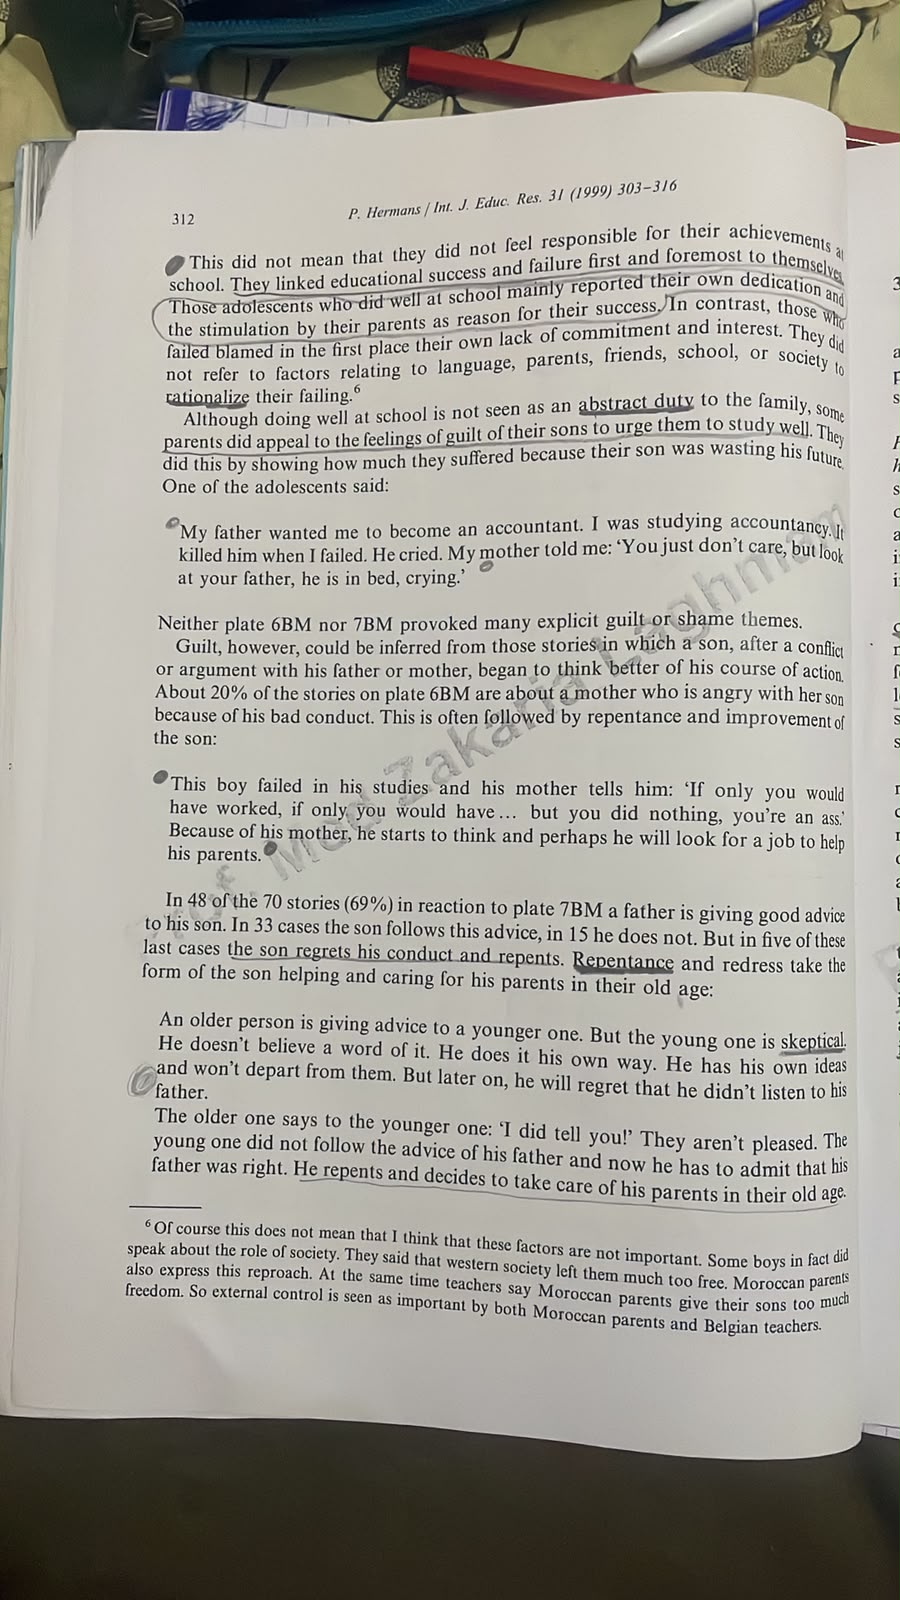 312
P. Hermans / Int. J. Educ. Res. 31 (1999) 303–316
This did not mean that they did not feel responsible for their achievements at
school. They linked educational success and failure first and foremost to themselves.
Those adolescents who did well at school mainly reported their own dedication and
the stimulation by their parents as reason for their success. In contrast, those who
failed blamed in the first place their own lack of commitment and interest. They did
not refer to factors relating to language, parents, friends, school, or society to
rationalize their failing.6
Although doing well at school is not seen as an abstract duty to the family, some
parents did appeal to the feelings of guilt of their sons to urge them to study well. They
did this by showing how much they suffered because their son was wasting his future.
One of the adolescents said:
My father wanted me to become an accountant. I was studying accountancy. It
killed him when I failed. He cried. My mother told me: ‘You just don’t care, but look
at your father, he is in bed, crying.’
Neither plate 6BM nor 7BM provoked many explicit guilt or shame themes.
Guilt, however, could be inferred from those stories in which a son, after a conflict
or argument with his father or mother, began to think better of his course of action.
About 20% of the stories on plate 6BM are about a mother who is angry with her son
because of his bad conduct. This is often followed by repentance and improvement of
the son:
This boy failed in his studies and his mother tells him: ‘If only you would
have worked, if only you would have... but you did nothing, you’re an ass.’
Because of his mother, he starts to think and perhaps he will look for a job to help
his parents.
In 48 of the 70 stories (69%) in reaction to plate 7BM a father is giving good advice
to his son. In 33 cases the son follows this advice, in 15 he does not. But in five of these
last cases the son regrets his conduct and repents. Repentance and redress take the
form of the son helping and caring for his parents in their old age:
An older person is giving advice to a younger one. But the young one is skeptical.
He doesn’t believe a word of it. He does it his own way. He has his own ideas
and won’t depart from them. But later on, he will regret that he didn’t listen to his
father.
The older one says to the younger one: ‘I did tell you!’ They aren’t pleased. The
young one did not follow the advice of his father and now he has to admit that his
father was right. He repents and decides to take care of his parents in their old age.
6 Of course this does not mean that I think that these factors are not important. Some boys in fact did
speak about the role of society. They said that western society left them much too free. Moroccan parents
also express this reproach. At the same time teachers say Moroccan parents give their sons too much
freedom. So external control is seen as important by both Moroccan parents and Belgian teachers.
Prof. Med Zakaria Laghmam